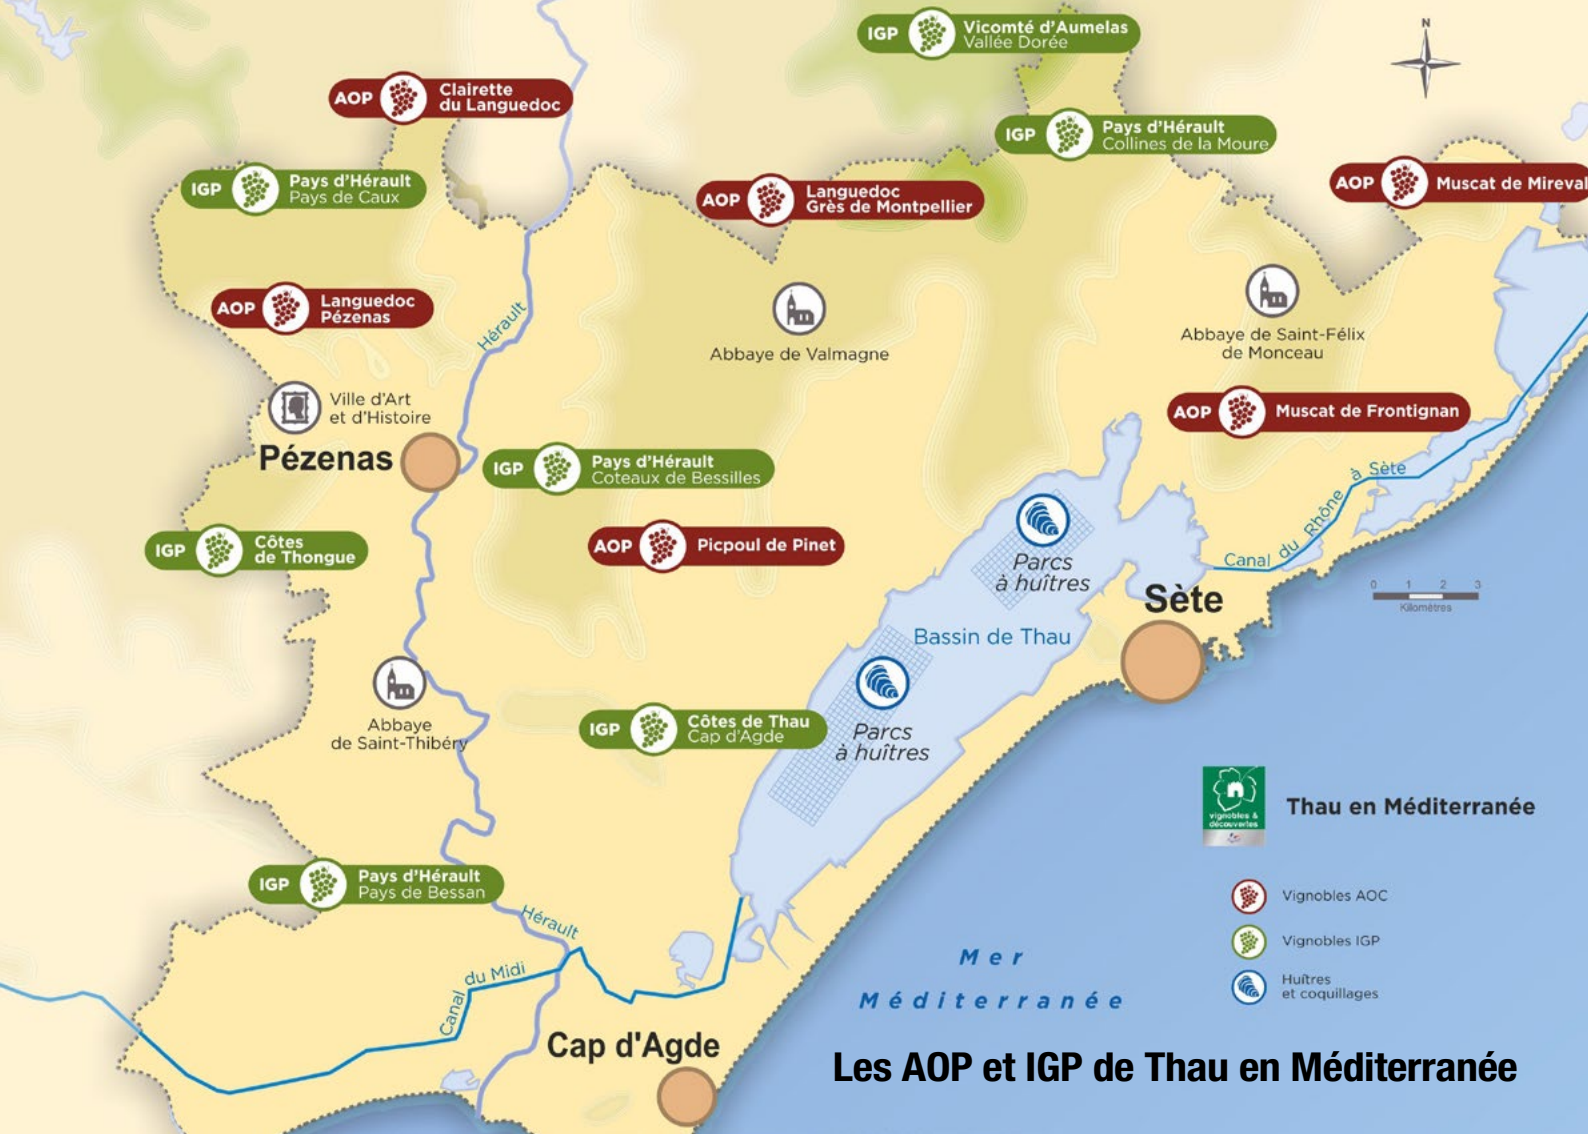 IGP
Vicomté d'Aumelas
Vallée Dorée
N
AOP
Clairette
du Languedoc
IGP
Pays d'Hérault
Collines de la Moure
IGP
Pays d'Hérault
Pays de Caux
AOP
Languedoc
Grès de Montpellier
AOP
Muscat de Mireval
AOP
Languedoc
Pézenas
Hérault
Abbaye de Valmagne
Abbaye de Saint-Félix
de Monceau
Ville d'Art
et d'Histoire
Pézenas
AOP
Muscat de Frontignan
IGP
Pays d'Hérault
Coteaux de Bessilles
Canal du Rhône à Sète
IGP
Côtes
de Thongue
AOP
Picpoul de Pinet
Parcs
à huîtres
Sète
0 1 2 3
Kilomètres
Bassin de Thau
Abbaye
de Saint-Thibéry
IGP
Côtes de Thau
Cap d'Agde
Parcs
à huîtres
vignobles &
découvertes
Thau en Méditerranée
IGP
Pays d'Hérault
Pays de Bessan
Vignobles AOC
Hérault
Vignobles IGP
Canal du Midi
Mer
Méditerranée
Huîtres
et coquillages
Cap d'Agde
Les AOP et IGP de Thau en Méditerranée